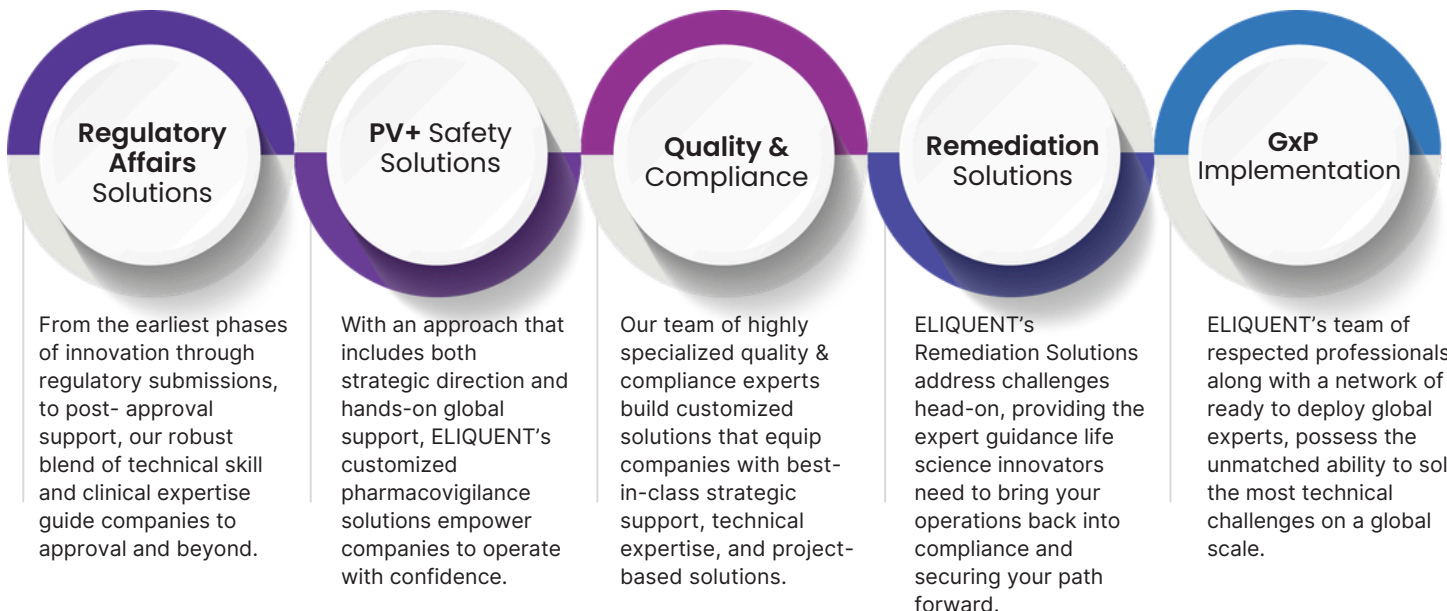 Regulatory
Affairs
Solutions
PV+ Safety
Solutions
Quality &
Compliance
Remediation
Solutions
GxP
Implementation
From the earliest phases
of innovation through
regulatory submissions,
to post- approval
support, our robust
blend of technical skill
and clinical expertise
guide companies to
approval and beyond.
With an approach that
includes both
strategic direction and
hands-on global
support, ELIQUENT’s
customized
pharmacovigilance
solutions empower
companies to operate
with confidence.
Our team of highly
specialized quality &
compliance experts
build customized
solutions that equip
companies with best-
in-class strategic
support, technical
expertise, and project-
based solutions.
ELIQUENT’s
Remediation Solutions
address challenges
head-on, providing the
expert guidance life
science innovators
need to bring your
operations back into
compliance and
securing your path
forward.
ELIQUENT’s team of
respected professionals
along with a network of
ready to deploy global
experts, possess the
unmatched ability to sol
the most technical
challenges on a global
scale.